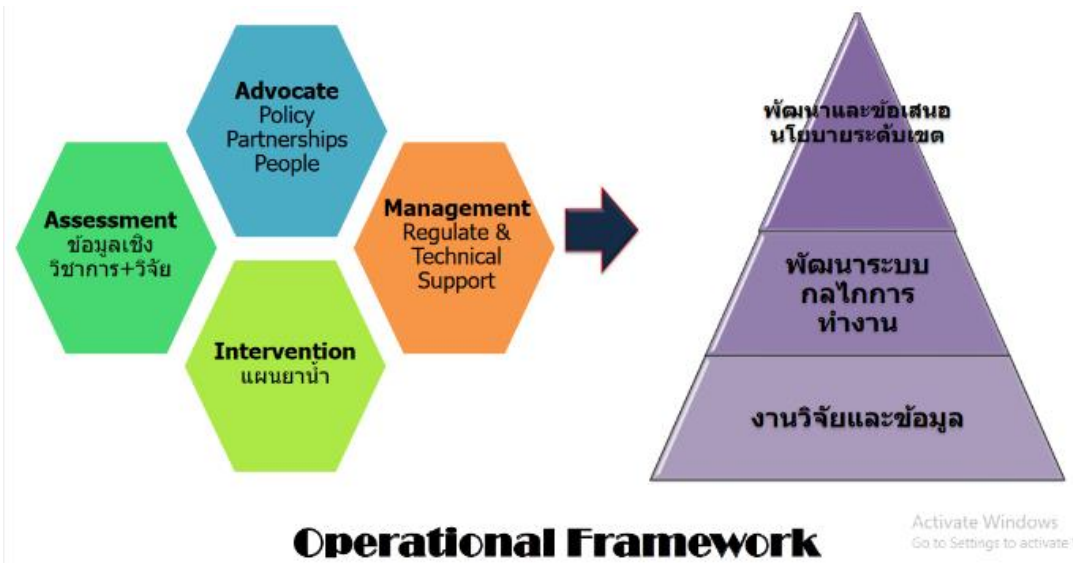 Advocate
Policy
Partnerships
People
Assessment
ข้อมูลเชิง
วิชาการ+วิจัย
Management
Regulate &
Technical
Support
Intervention
แผนยาน้ำ
พัฒนาและข้อเสนอ
นโยบายระดับเขต
พัฒนาระบบ
กลไกการ
ทำงาน
งานวิจัยและข้อมูล
Operational Framework
Activate Windows
Go to Settings to activate